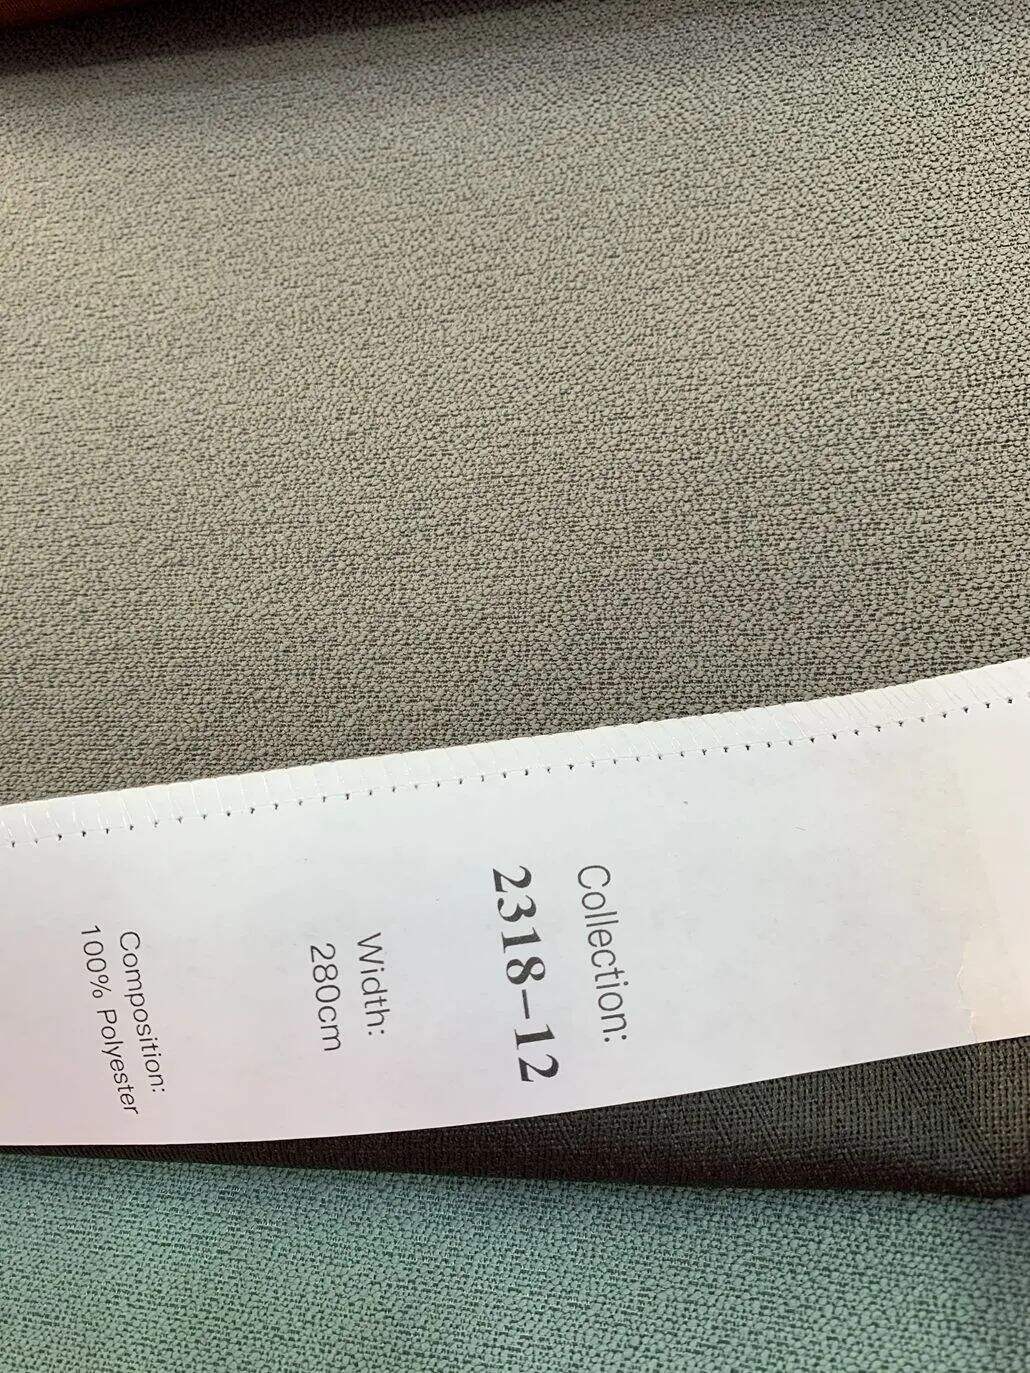 Collection:
2318-12
Width:
280cm
Composition:
100% Polyester